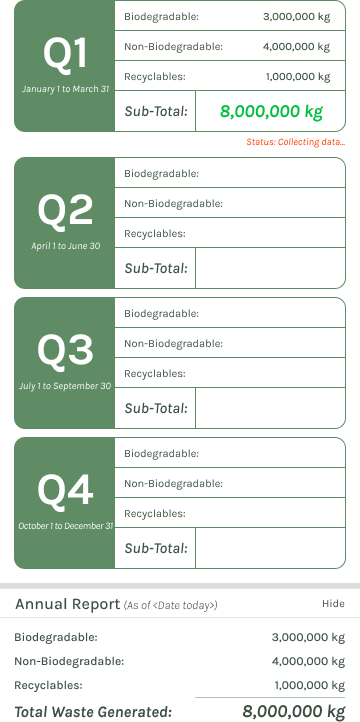 Q1
January 1 to March 31
Biodegradable: 3,000,000 kg
Non-Biodegradable: 4,000,000 kg
Recyclables: 1,000,000 kg
Sub-Total: 8,000,000 kg
Status: Collecting data...
Q2
April 1 to June 30
Biodegradable:
Non-Biodegradable:
Recyclables:
Sub-Total:
Q3
July 1 to September 30
Biodegradable:
Non-Biodegradable:
Recyclables:
Sub-Total:
Q4
October 1 to December 31
Biodegradable:
Non-Biodegradable:
Recyclables:
Sub-Total:
Annual Report (As of <Date today>) Hide
Biodegradable: 3,000,000 kg
Non-Biodegradable: 4,000,000 kg
Recyclables: 1,000,000 kg
Total Waste Generated: 8,000,000 kg